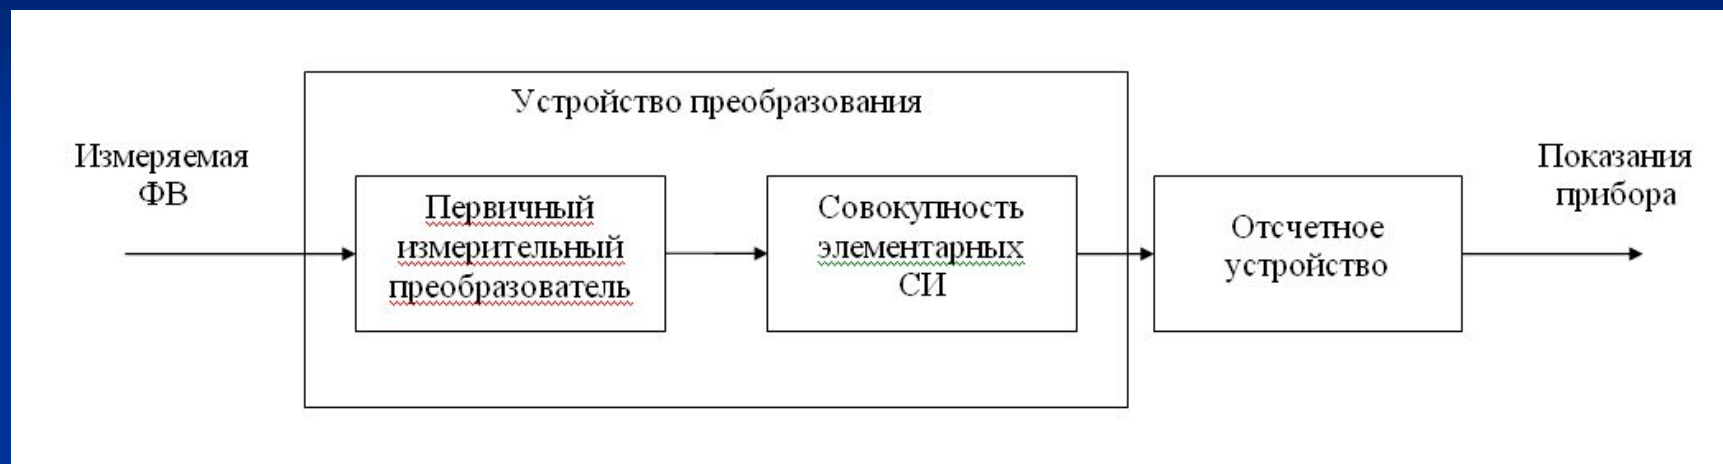 Устройство преобразования
Измеряемая
ФВ
Первичный
измерительный
преобразователь
Совокупность
элементарных
СИ
Отсчетное
устройство
Показания
прибора